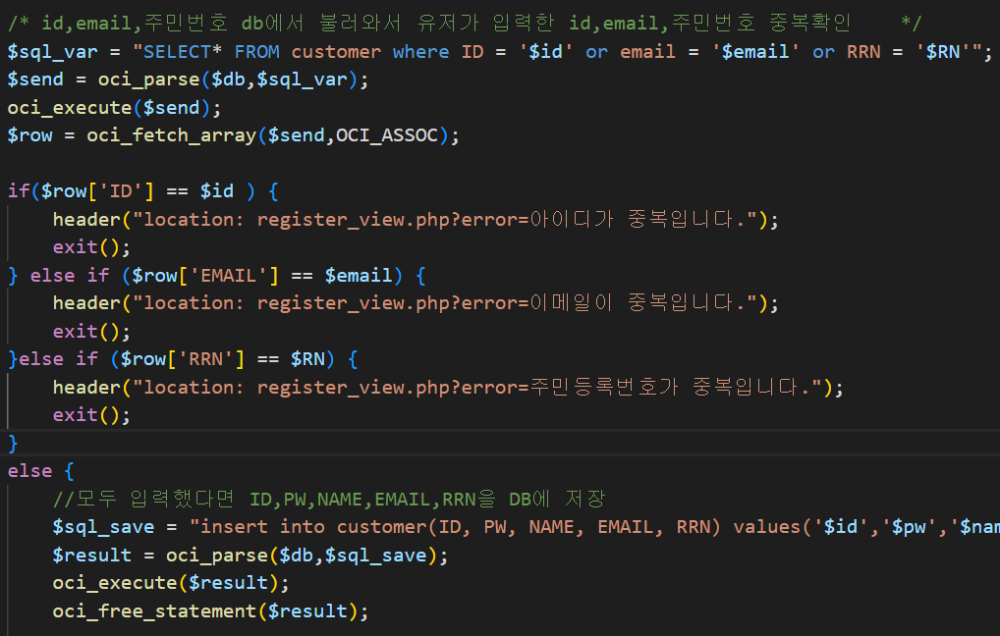 /* id,email,주민번호 db에서 불러와서 유저가 입력한 id,email,주민번호 중복확인    */
$sql_var = "SELECT* FROM customer where ID = '$id' or email = '$email' or RRN = '$RN'";
$send = oci_parse($db,$sql_var);
oci_execute($send);
$row = oci_fetch_array($send,OCI_ASSOC);
if($row['ID'] == $id ) {
    header("location: register_view.php?error=아이디가 중복입니다.");
    exit();
} else if ($row['EMAIL'] == $email) {
    header("location: register_view.php?error=이메일이 중복입니다.");
    exit();
}else if ($row['RRN'] == $RN) {
    header("location: register_view.php?error=주민등록번호가 중복입니다.");
    exit();
}
else {
    //모두 입력했다면 ID,PW,NAME,EMAIL,RRN을 DB에 저장
    $sql_save = "insert into customer(ID, PW, NAME, EMAIL, RRN) values('$id','$pw','$nam
    $result = oci_parse($db,$sql_save);
    oci_execute($result);
    oci_free_statement($result);